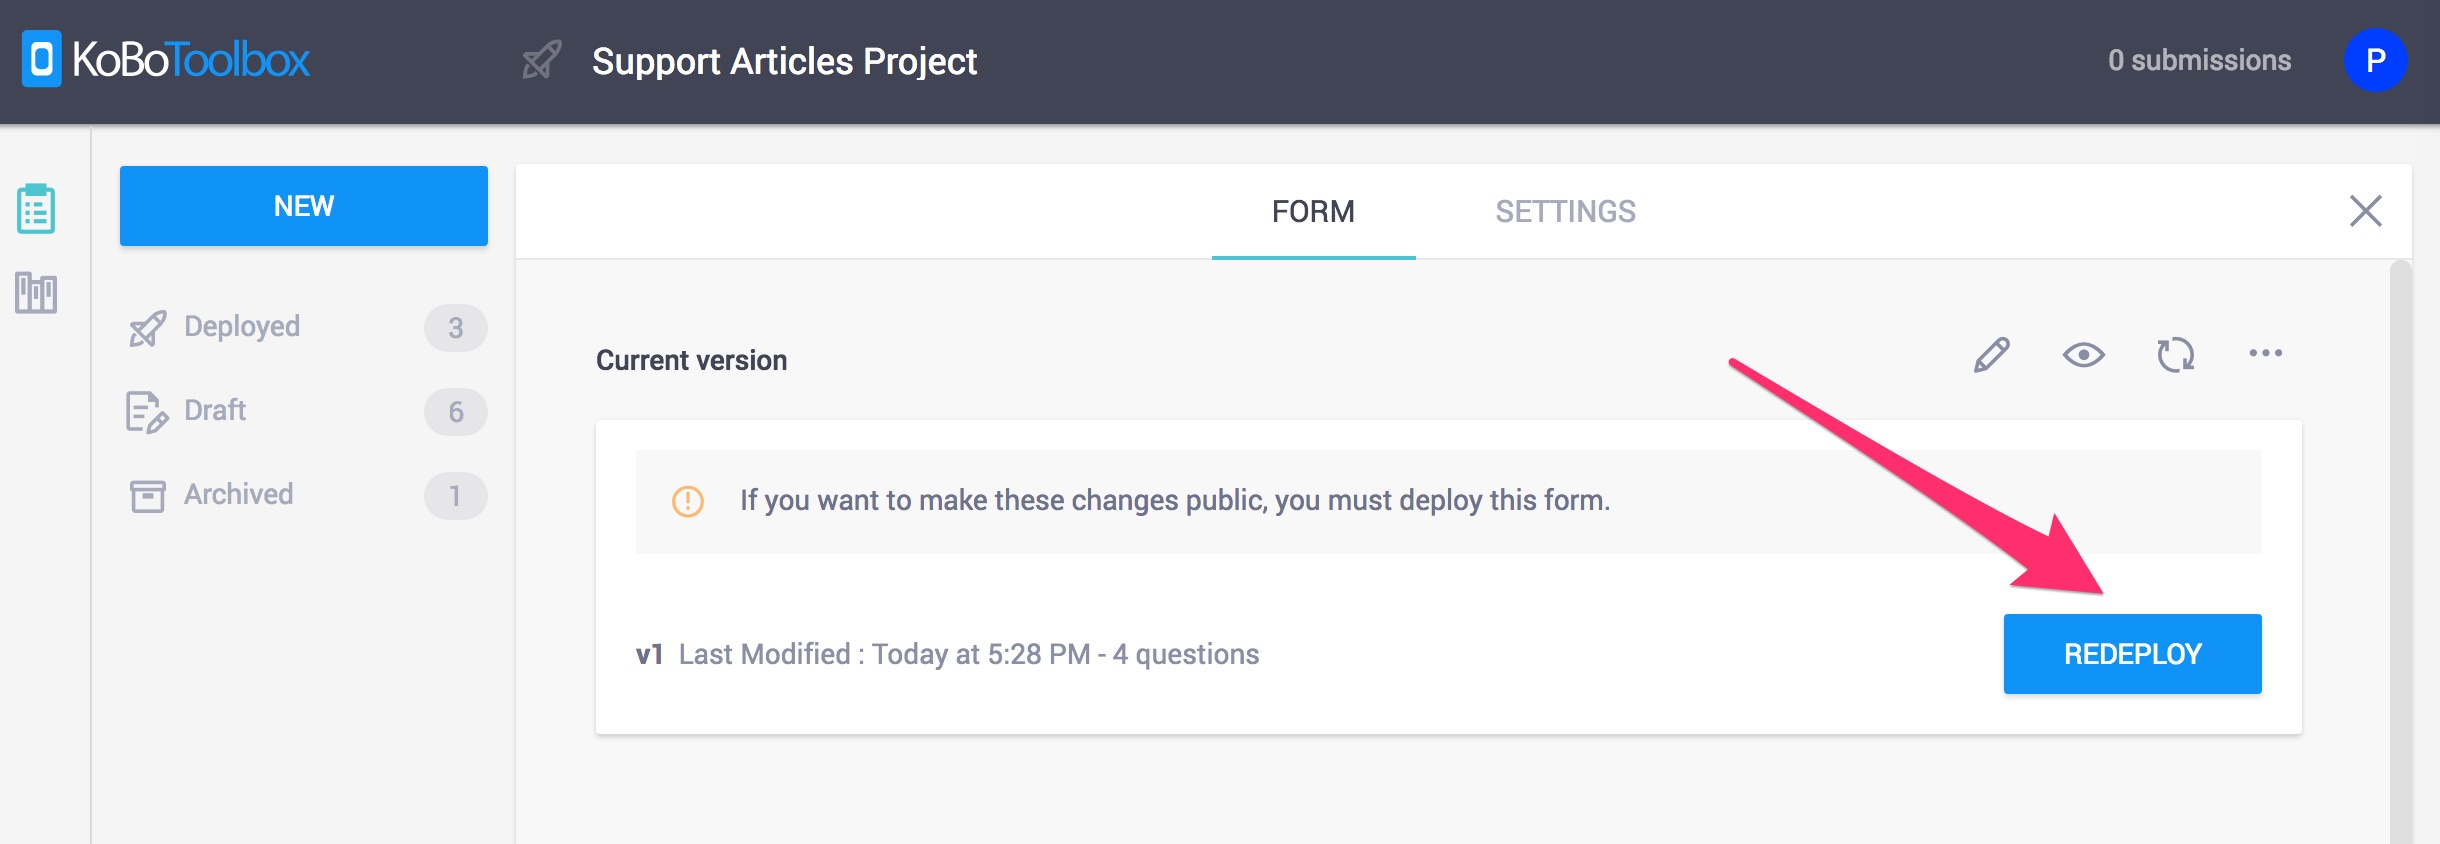 KoBoToolbox
Support Articles Project
0 submissions
P
NEW
Deployed 3
Draft 6
Archived 1
FORM SETTINGS
Current version
If you want to make these changes public, you must deploy this form.
v1 Last Modified : Today at 5:28 PM - 4 questions
REDEPLOY